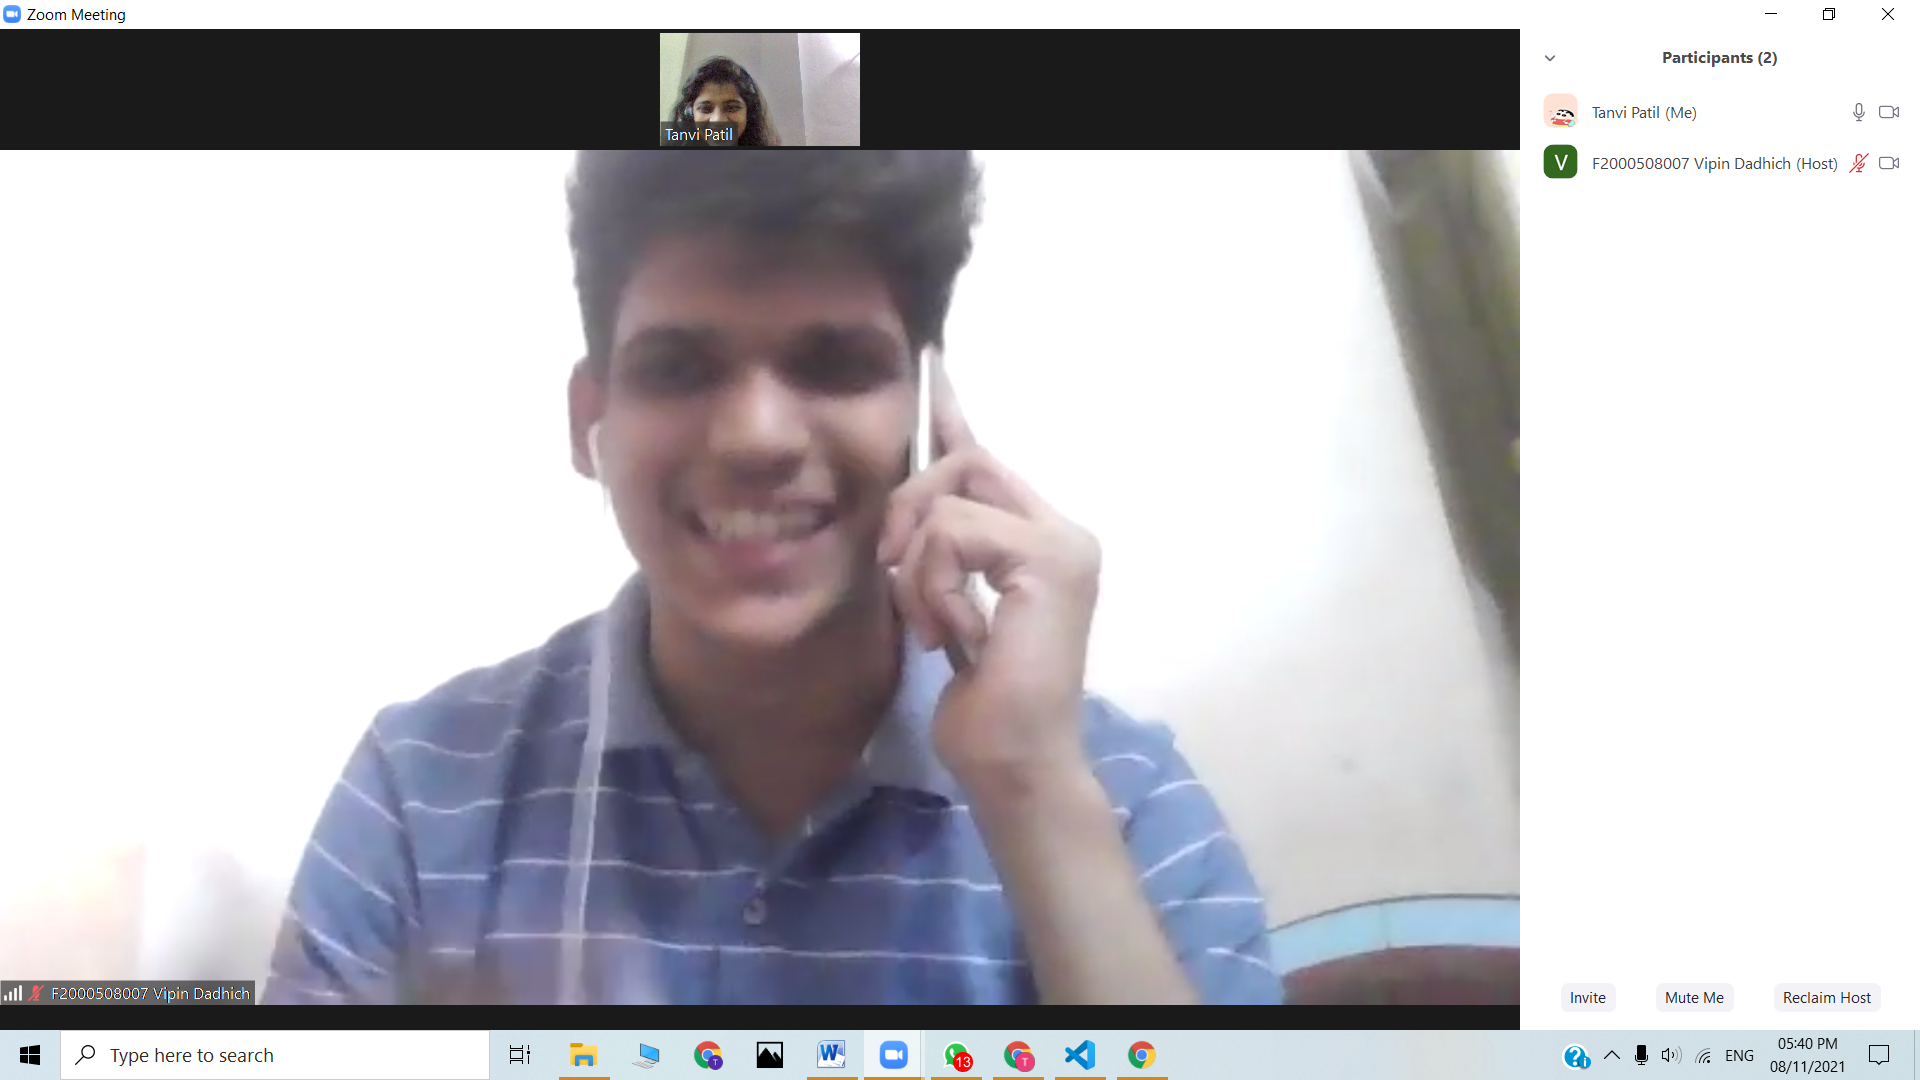 Zoom Meeting
Tanvi Patil
Participants (2)
Tanvi Patil (Me)
V
F2000508007 Vipin Dadhich (Host)
F2000508007 Vipin Dadhich
Invite
Mute Me
Reclaim Host
Type here to search
T
W
13
T
ENG
05:40 PM
08/11/2021